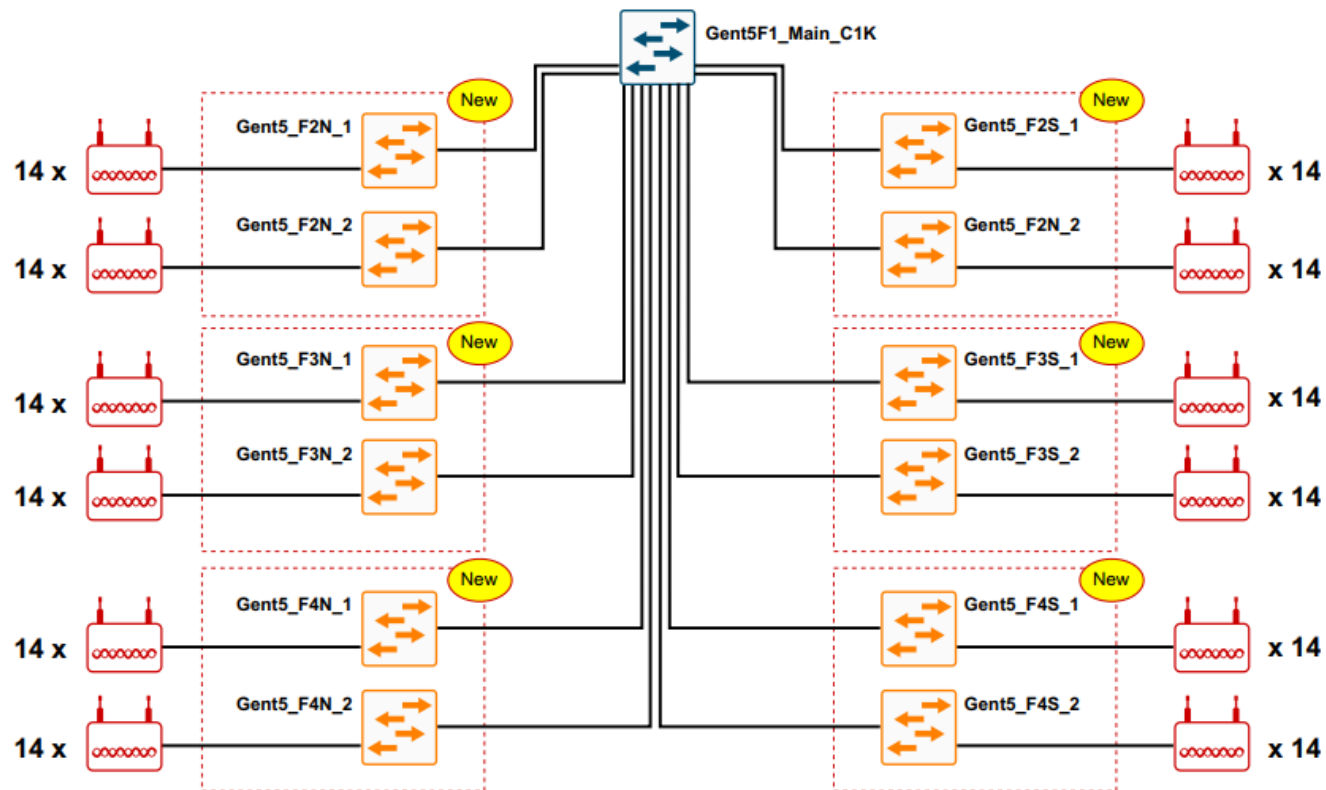 Gent5F1_Main_C1K
New
New
Gent5_F2N_1
Gent5_F2S_1
14 x
x 14
Gent5_F2N_2
Gent5_F2N_2
14 x
x 14
New
New
Gent5_F3N_1
Gent5_F3S_1
14 x
x 14
Gent5_F3N_2
Gent5_F3S_2
14 x
x 14
New
New
Gent5_F4N_1
Gent5_F4S_1
14 x
x 14
Gent5_F4N_2
Gent5_F4S_2
14 x
x 14